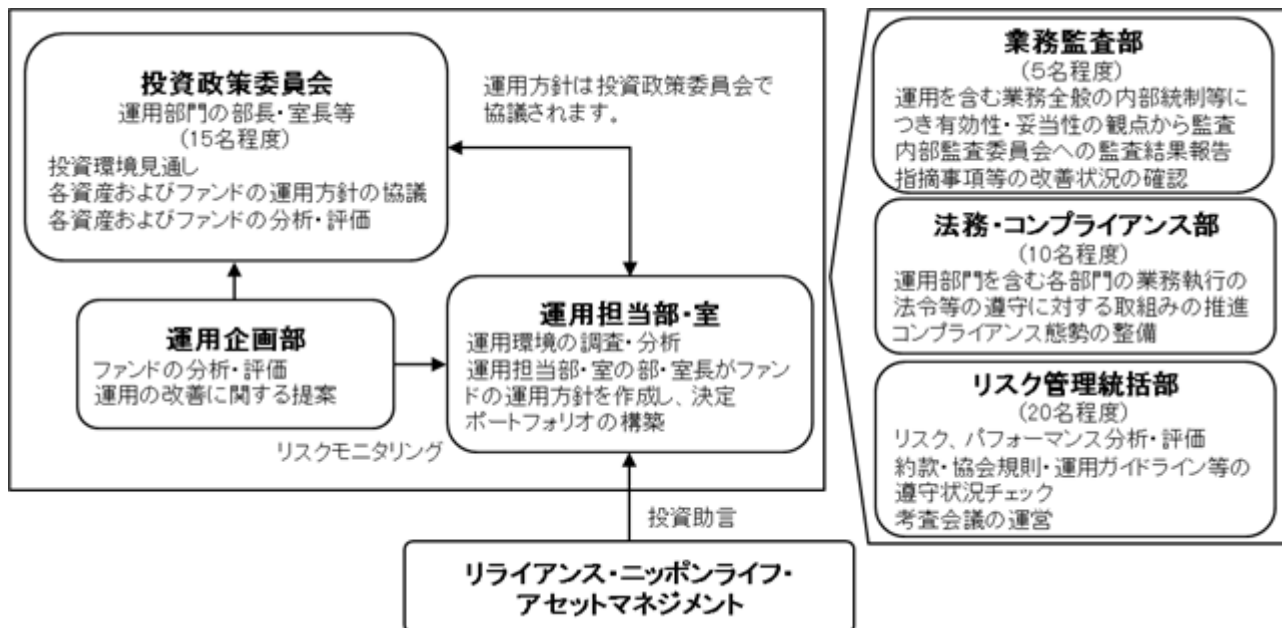 投資政策委員会
運用部門の部長・室長等
(15名程度)
投資環境見通し
各資産およびファンドの運用方針の協議
各資産およびファンドの分析・評価
運用方針は投資政策委員会で
協議されます。
運用企画部
ファンドの分析・評価
運用の改善に関する提案
リスクモニタリング
運用担当部・室
運用環境の調査・分析
運用担当部・室の部・室長がファン
ドの運用方針を作成し、決定
ポートフォリオの構築
投資助言
リライアンス・ニッポンライフ・
アセットマネジメント
業務監査部
(5名程度)
運用を含む業務全般の内部統制等に
つき有効性・妥当性の観点から監査
内部監査委員会への監査結果報告
指摘事項等の改善状況の確認
法務・コンプライアンス部
(10名程度)
運用部門を含む各部門の業務執行の
法令等の遵守に対する取組みの推進
コンプライアンス態勢の整備
リスク管理統括部
(20名程度)
リスク、パフォーマンス分析・評価
約款・協会規則・運用ガイドライン等の
遵守状況チェック
考査会議の運営